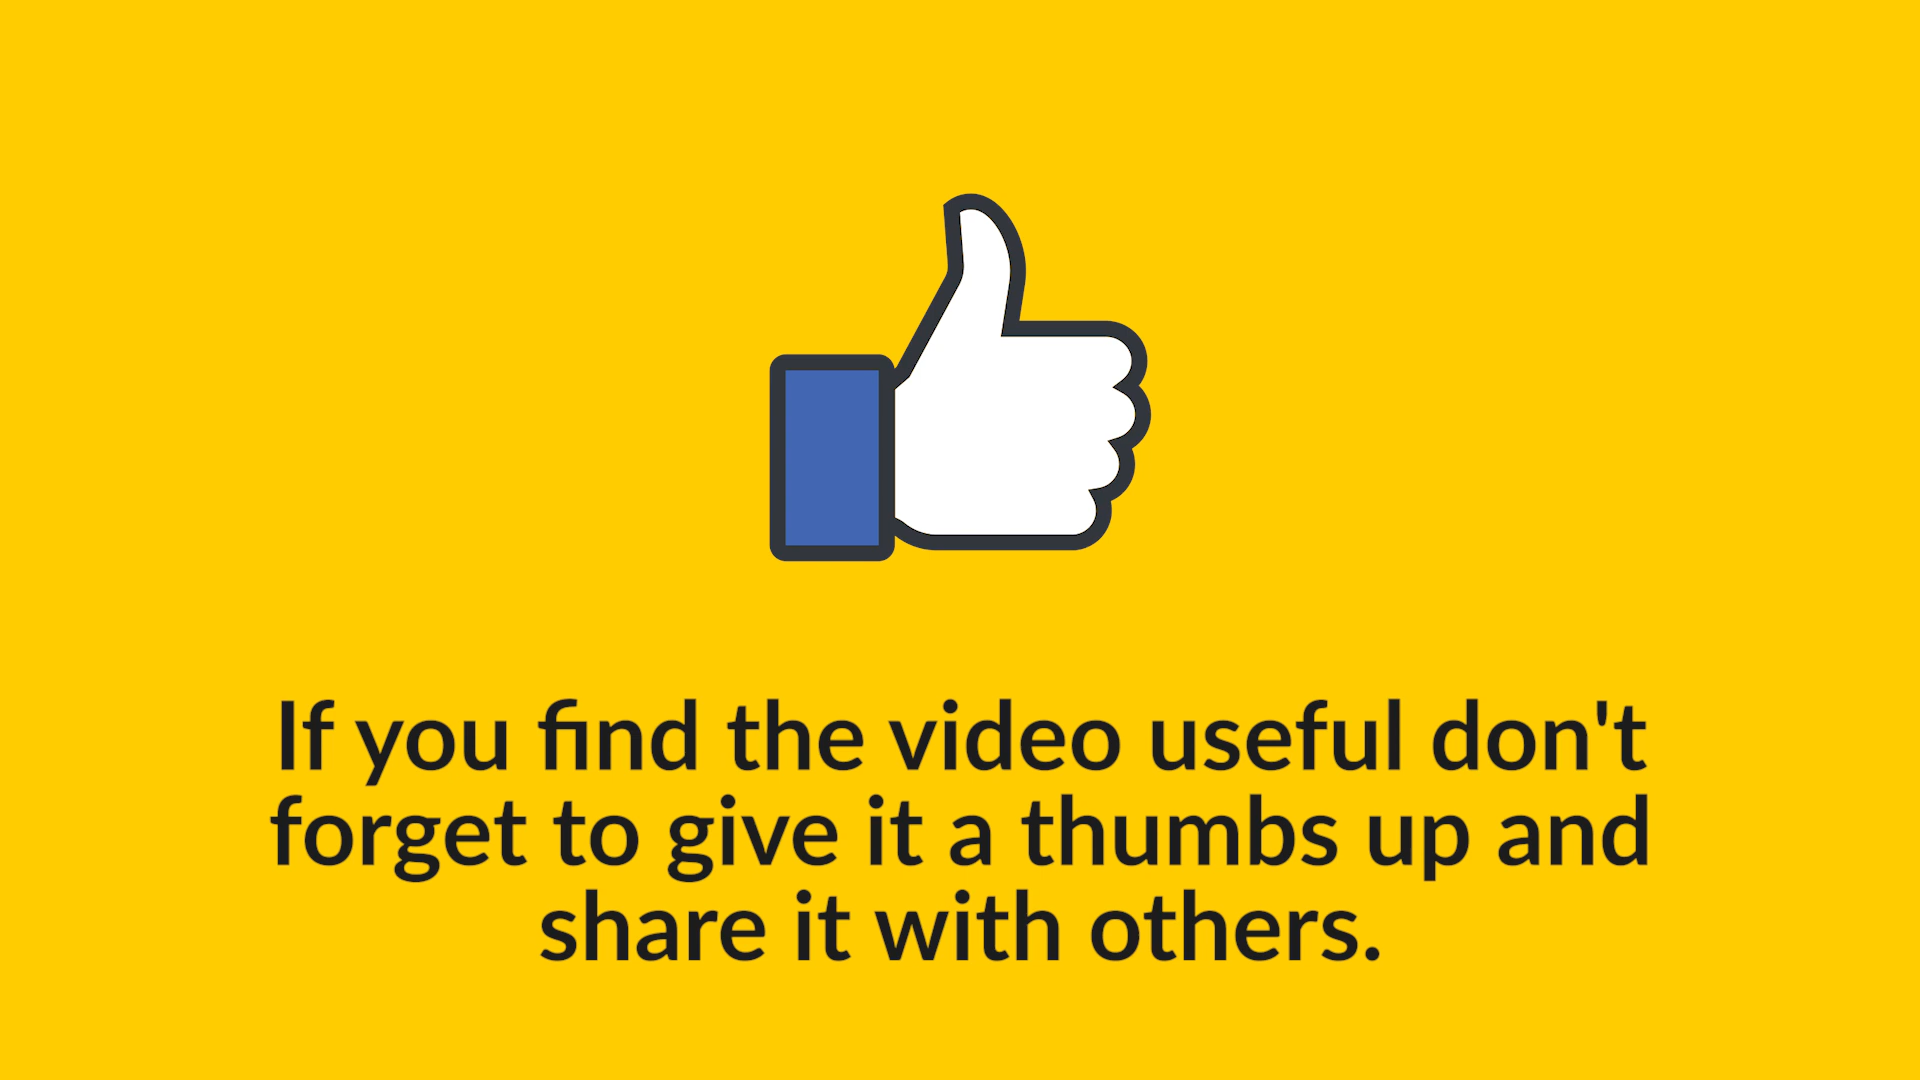 If you find the video useful don't
forget to give it a thumbs up and
share it with others.